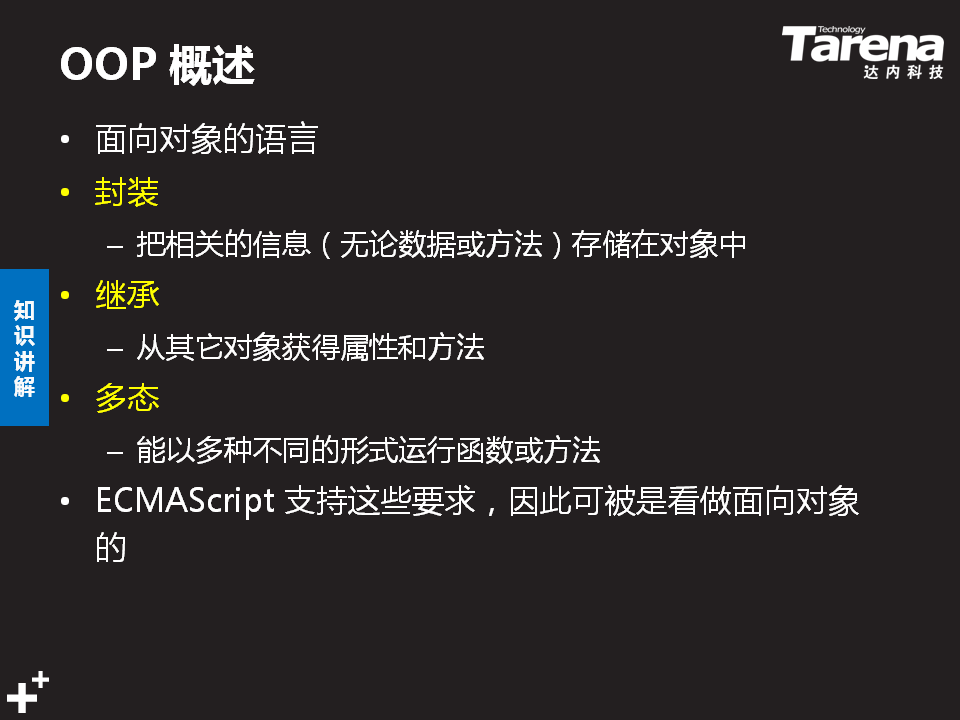 OOP 概述
Technology
Tarena
达内科技
• 面向对象的语言
• 封装
– 把相关的信息（无论数据或方法）存储在对象中
• 继承
– 从其它对象获得属性和方法
• 多态
– 能以多种不同的形式运行函数或方法
• ECMAScript 支持这些要求，因此可被是看做面向对象
的
知识讲解